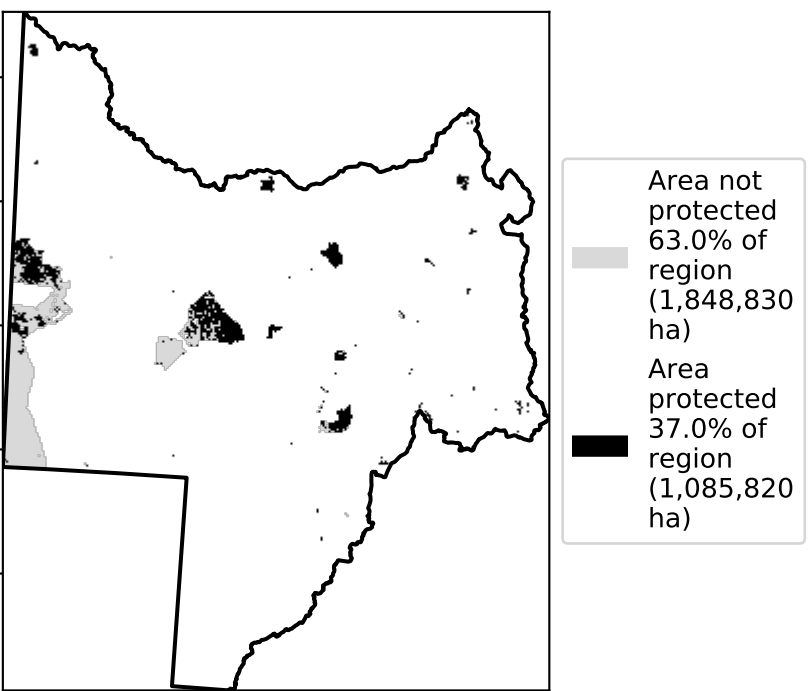 Area not
protected
63.0% of
region
(1,848,830
ha)
Area
protected
37.0% of
region
(1,085,820
ha)